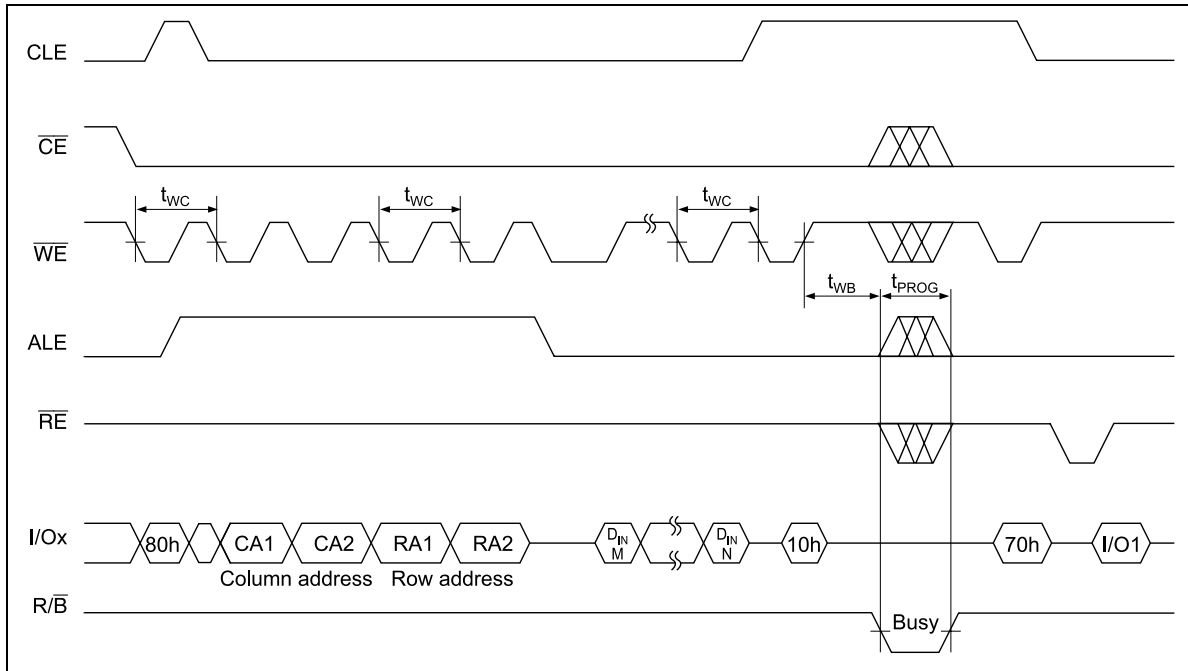 CLE
CE
tWC tWC tWC
WE
tWB tPROG
ALE
RE
I/Ox 80h CA1 CA2 RA1 RA2 DIN M DIN N 10h 70h I/O1
Column address Row address
R/B Busy